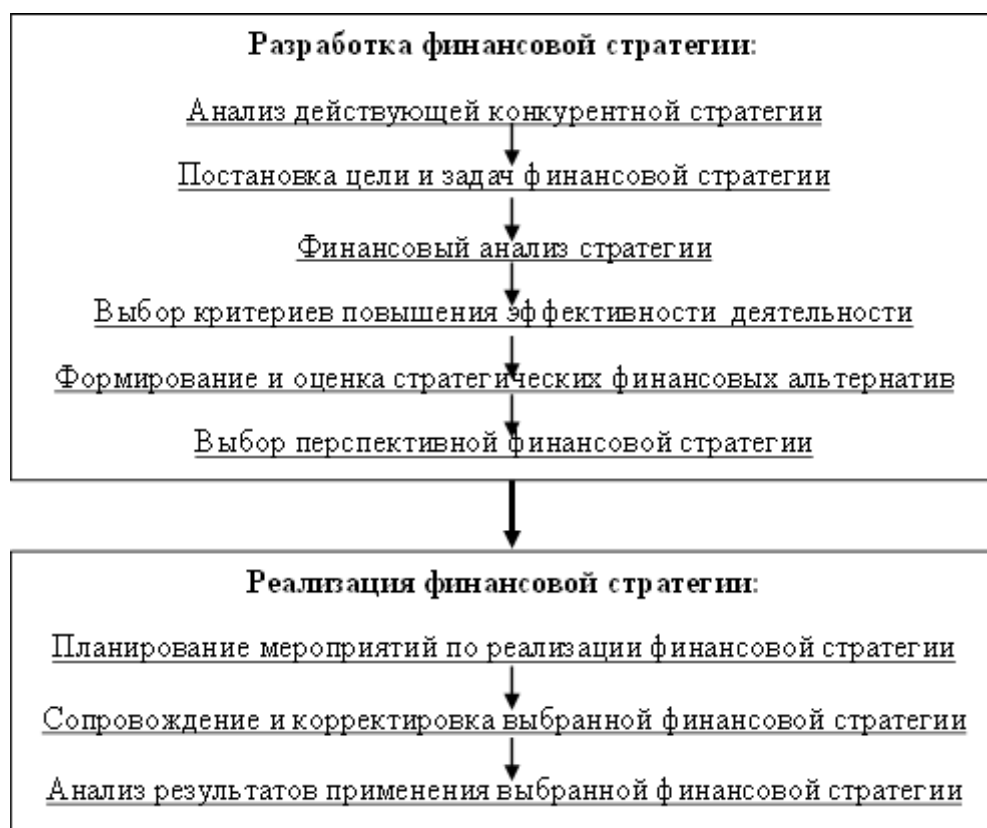 Разработка финансовой стратегии:
Анализ действующей конкурентной стратегии
Постановка цели и задач финансовой стратегии
Финансовый анализ стратегии
Выбор критериев повышения эффективности деятельности
Формирование и оценка стратегических финансовых альтернатив
Выбор перспективной финансовой стратегии
Реализация финансовой стратегии:
Планирование мероприятий по реализации финансовой стратегии
Сопровождение и корректировка выбранной финансовой стратегии
Анализ результатов применения выбранной финансовой стратегии